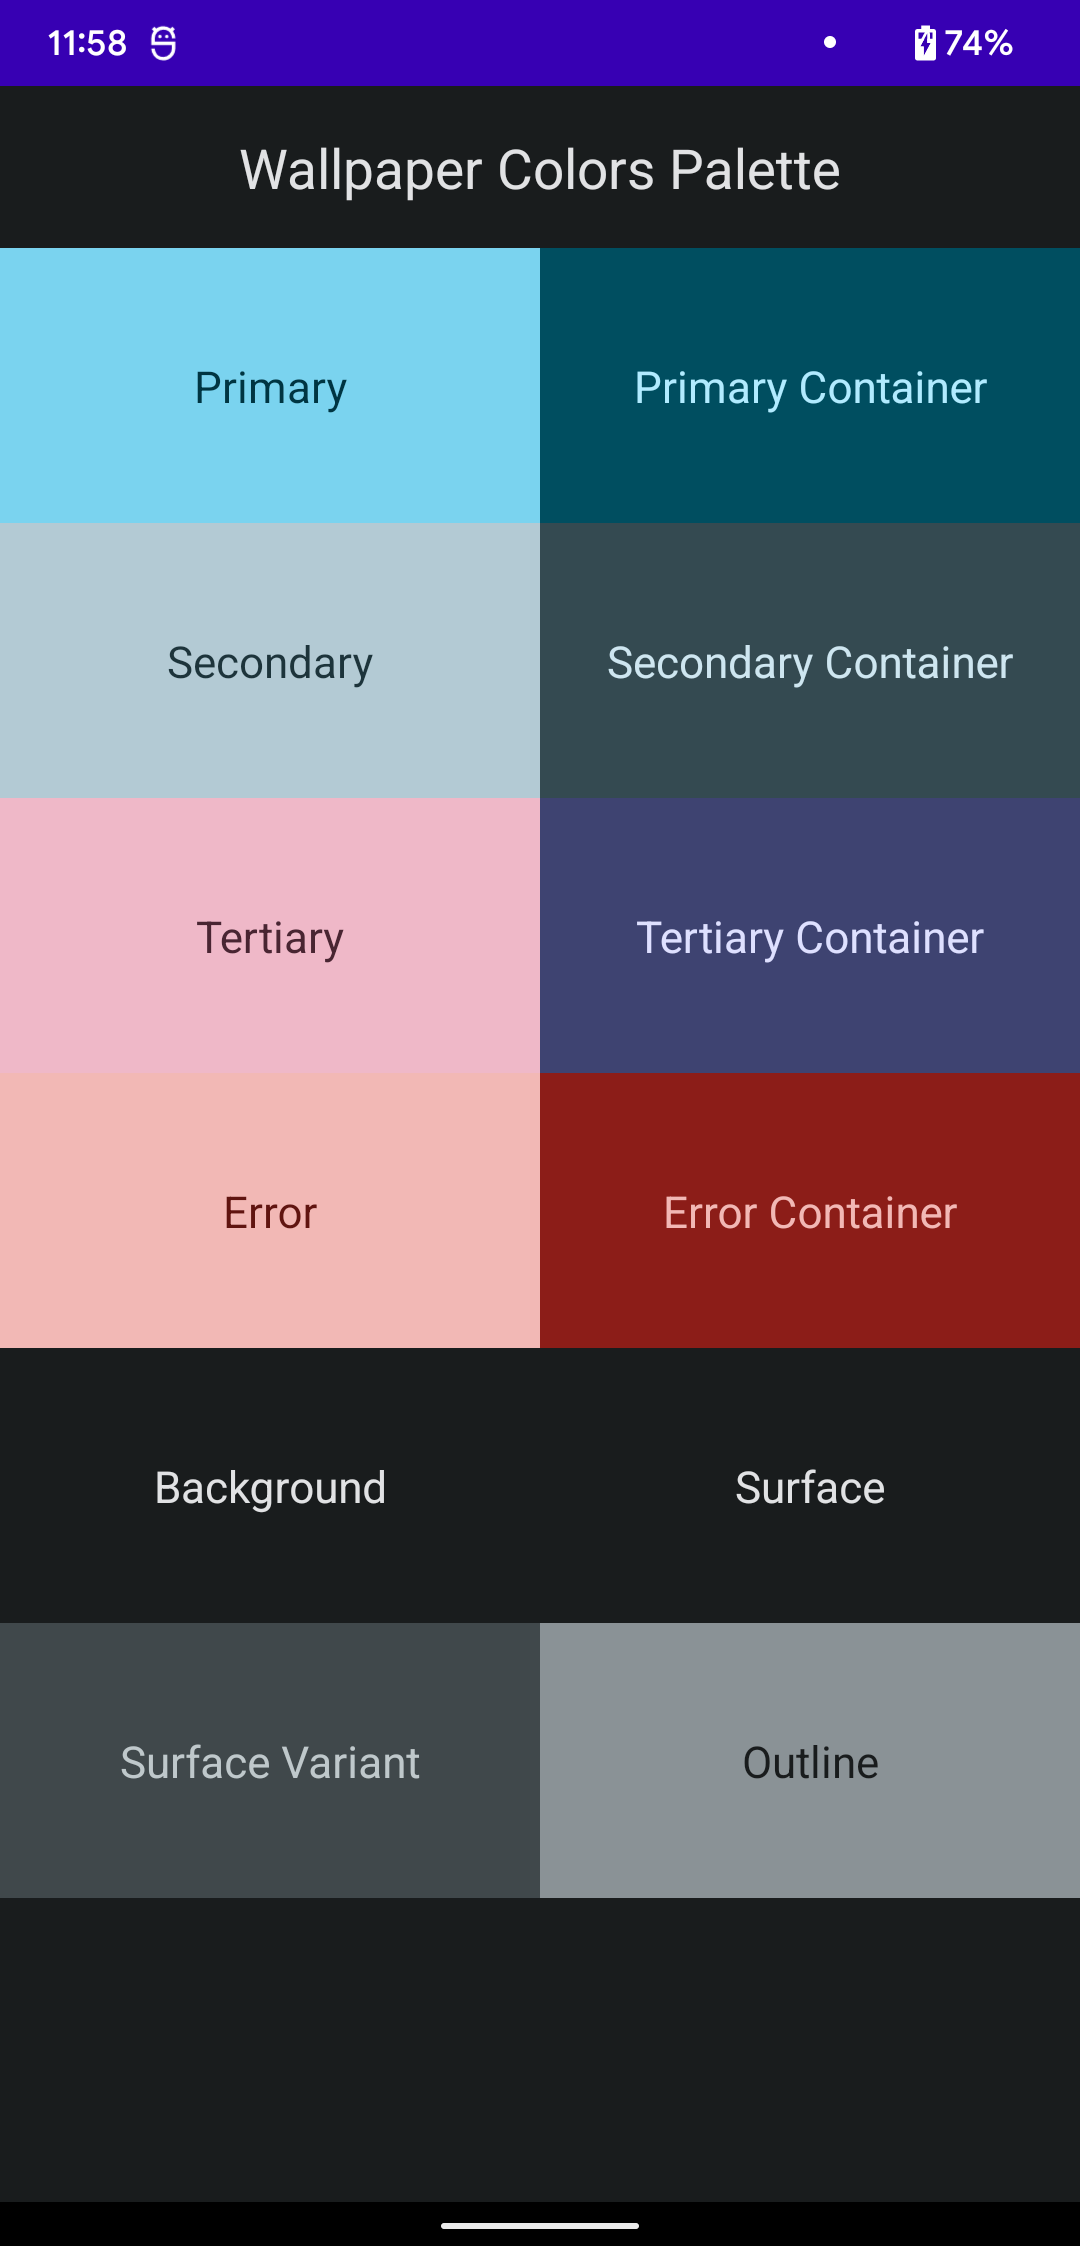 11:58 74%
Wallpaper Colors Palette
Primary Primary Container
Secondary Secondary Container
Tertiary Tertiary Container
Error Error Container
Background Surface
Surface Variant Outline